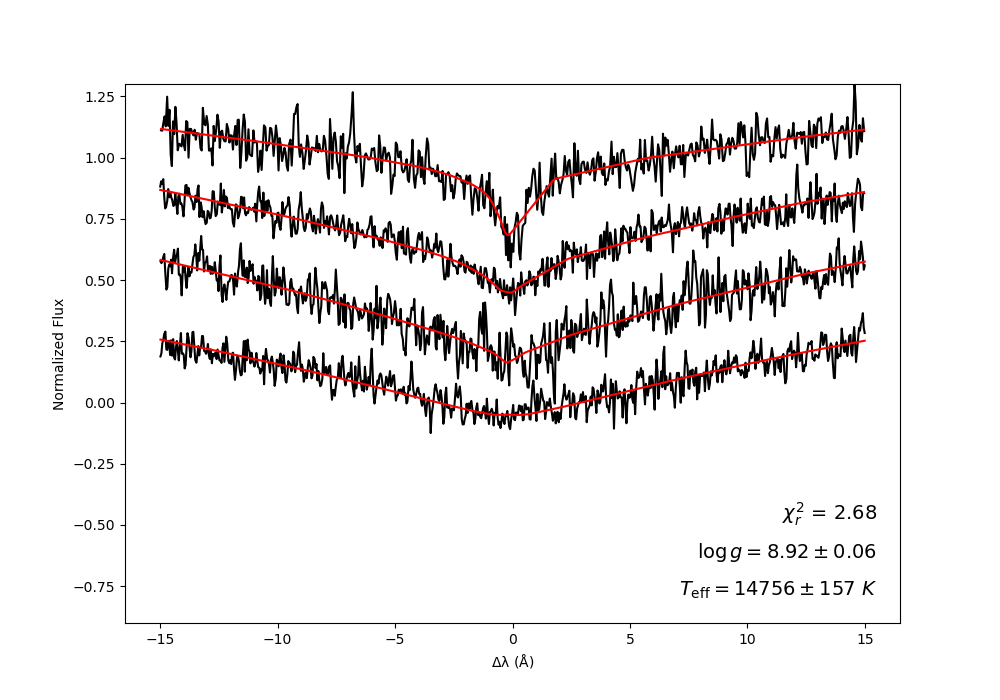 1.25
1.00
0.75
0.50
0.25
0.00
−0.25
−0.50
−0.75
Normalized Flux
χ²ᵣ = 2.68
log g = 8.92 ± 0.06
T_eff = 14756 ± 157 K
−15 −10 −5 0 5 10 15
Δλ (Å)